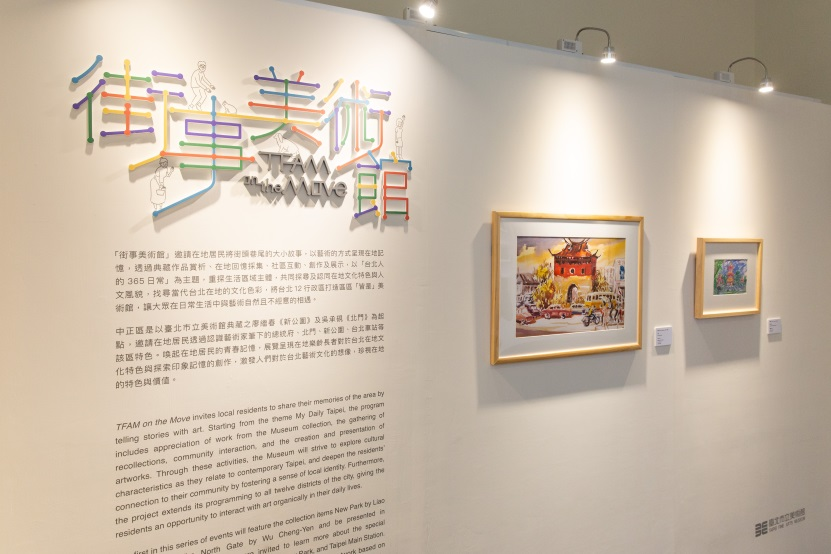 街事美術館
TFAM
on the Move
「街事美術館」邀請在地居民將街頭巷尾的大小故事，以藝術的方式呈現在地記
憶，透過典藏作品賞析、在地回憶採集、社區互動、創作及展示，以「台北人
的 365 日常」為主題，重探生活區域主體，共同探尋及認同在地文化特色與人
文風貌，找尋當代台北在地的文化色彩，將台北 12 行政區打造區區「皆是」美
術館，讓大眾在日常生活中與藝術自然且不經意的相遇。
中正區是以臺北市立美術館典藏之廖繼春《新公園》及吳承硯《北門》為起
點，邀請在地居民透過認識藝術家筆下的總統府、北門、新公園、台北車站等
該區特色。喚起在地居民的青春記憶，展覽呈現在地樂齡長者對於台北在地文
化特色與探索印象記憶的創作，激發人們對於台北藝術文化的想像，珍視在地
的特色與價值。
TFAM on the Move invites local residents to share their memories of the area by
telling stories with art. Starting from the theme My Daily Taipei, the program
includes appreciation of work from the Museum collection, the gathering of
recollections, community interaction, and the creation and presentation of
artworks. Through these activities, the Museum will strive to explore cultural
characteristics as they relate to contemporary Taipei, and deepen the residents'
connection to their community by fostering a sense of local identity. Furthermore,
the project extends its programming to all twelve districts of the city, giving the
residents an opportunity to interact with art organically in their daily lives.
first in this series of events will feature the collection items New Park by Liao
North Gate by Wu Cheng-Yen and be presented in
invited to learn more about the special
Park, and Taipei Main Station.
work based on
臺北市立美術館
TAIPEI FINE ARTS MUSEUM